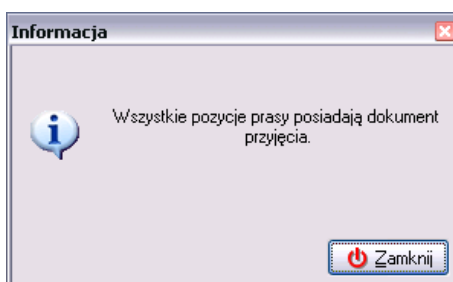 Informacja
Wszystkie pozycje prasy posiadają dokument
przyjęcia.
Zamknij